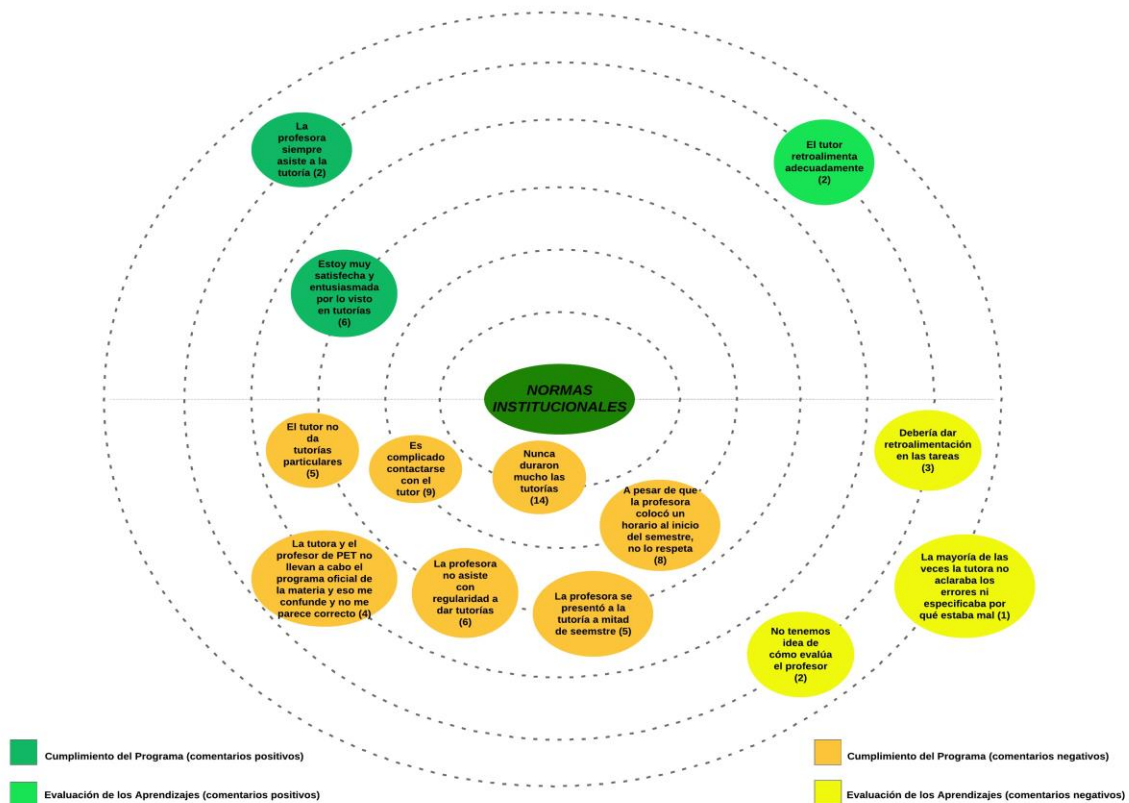 La
profesora
siempre
asiste a la
tutoría (2)
El tutor
retroalimenta
adecuadamente
(2)
Estoy muy
satisfecha y
entusiasmada
por lo visto
en tutorías
(6)
NORMAS
INSTITUCIONALES
El tutor no
da
tutorías
particulares
(5)
Es
complicado
contactarse
con el
tutor (9)
Nunca
duraron
mucho las
tutorías
(14)
A pesar de que
la profesora
colocó un
horario al inicio
del semestre,
no lo respeta
(8)
Debería dar
retroalimentación
en las tareas
(3)
La tutora y el
profesor de PET no
llevan a cabo el
programa oficial de
la materia y eso me
confunde y no me
parece correcto (4)
La profesora
no asiste
con
regularidad a
dar tutorías
(6)
La profesora se
presentó a la
tutoría a mitad
de seemstre (5)
No tenemos
idea de
cómo evalúa
el profesor
(2)
La mayoría de las
veces la tutora no
aclaraba los
errores ni
especificaba por
qué estaba mal (1)
Cumplimiento del Programa (comentarios positivos)
Evaluación de los Aprendizajes (comentarios positivos)
Cumplimiento del Programa (comentarios negativos)
Evaluación de los Aprendizajes (comentarios negativos)